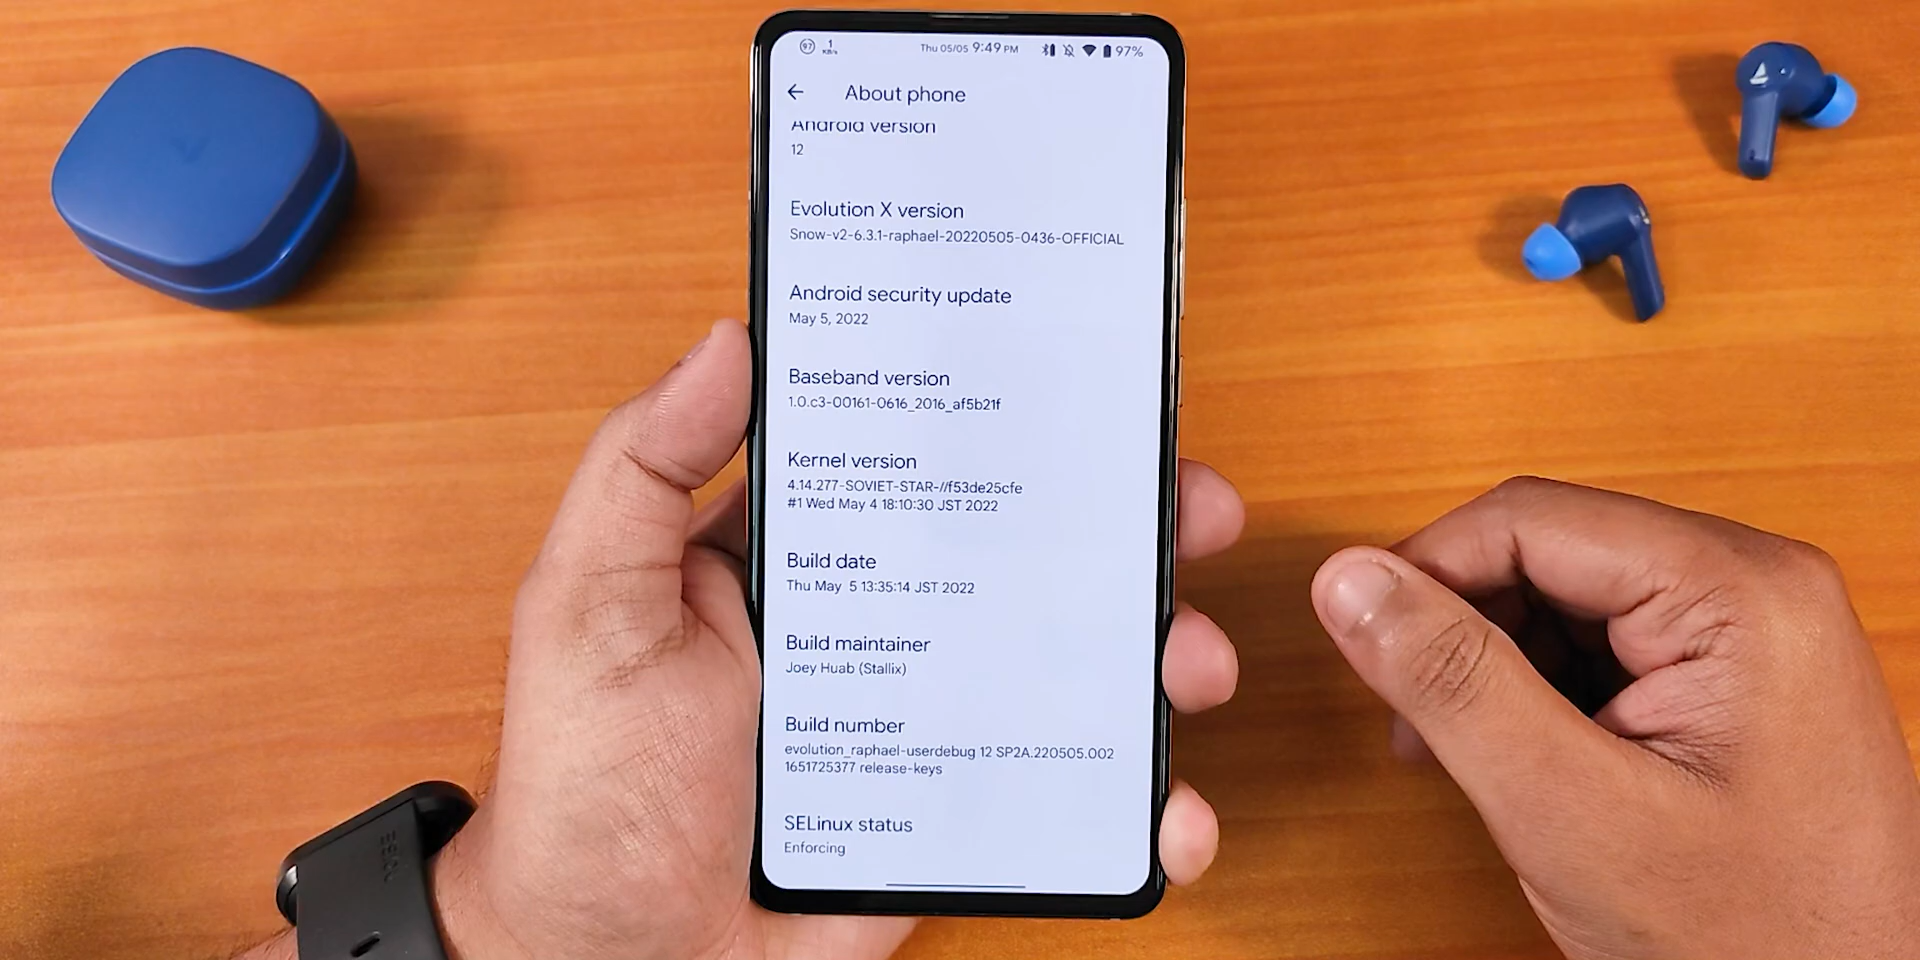 97 1 KB/s Thu 05/05 9:49 PM 97%
About phone
Android version
12
Evolution X version
Snow-v2-6.3.1-raphael-20220505-0436-OFFICIAL
Android security update
May 5, 2022
Baseband version
1.0.c3-00161-0616_2016_af5b21f
Kernel version
4.14.277-SOVIET-STAR-//f53de25cfe
#1 Wed May 4 18:10:30 JST 2022
Build date
Thu May  5 13:35:14 JST 2022
Build maintainer
Joey Huab (Stallix)
Build number
evolution_raphael-userdebug 12 SP2A.220505.002
1651725377 release-keys
SELinux status
Enforcing